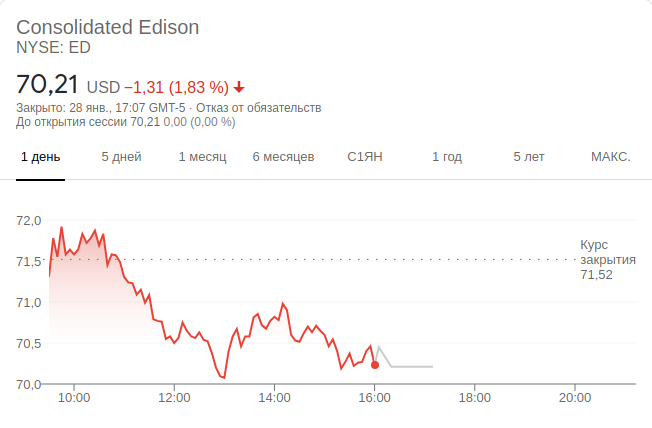 Consolidated Edison
NYSE: ED
70,21 USD −1,31 (1,83 %)
Закрыто: 28 янв., 17:07 GMT-5 · Отказ от обязательств
До открытия сессии 70,21 0,00 (0,00 %)
1 день 5 дней 1 месяц 6 месяцев С1ЯН 1 год 5 лет МАКС.
72,0
Курс
71,5 закрытия
71,52
71,0
70,5
70,0
10:00 12:00 14:00 16:00 18:00 20:00